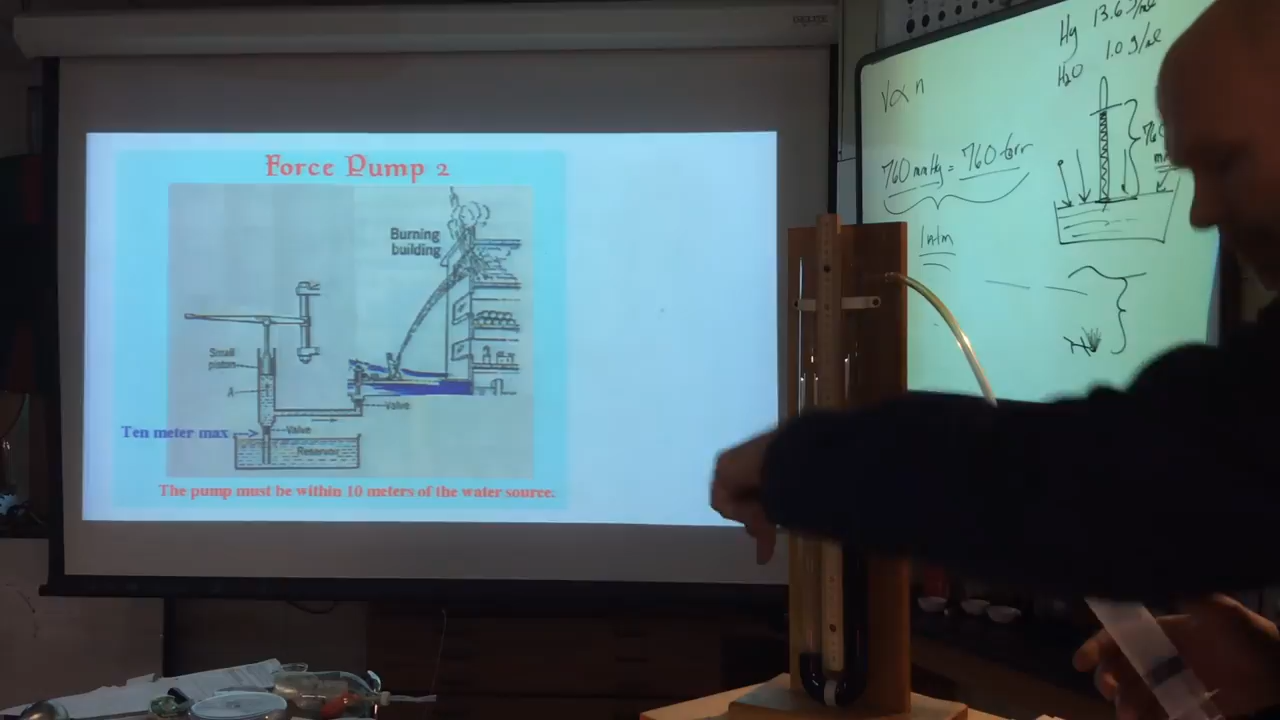 Force Pump 2
Burning
building
Small
piston
A
Valve
Ten meter max
Valve
Reservoir
The pump must be within 10 meters of the water source.
Hg 13.6 g/ml
H2O 1.0 g/ml
V∝n
760 mmHg = 760 torr
1 atm
760